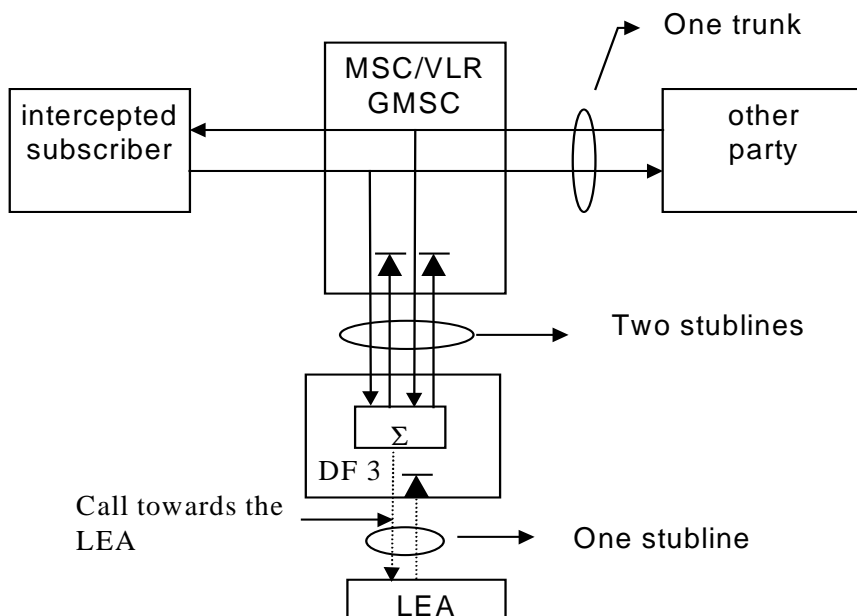 One trunk
MSC/VLR
GMSC
intercepted
subscriber
other
party
Two stublines
Σ
DF 3
Call towards the
LEA
One stubline
LEA